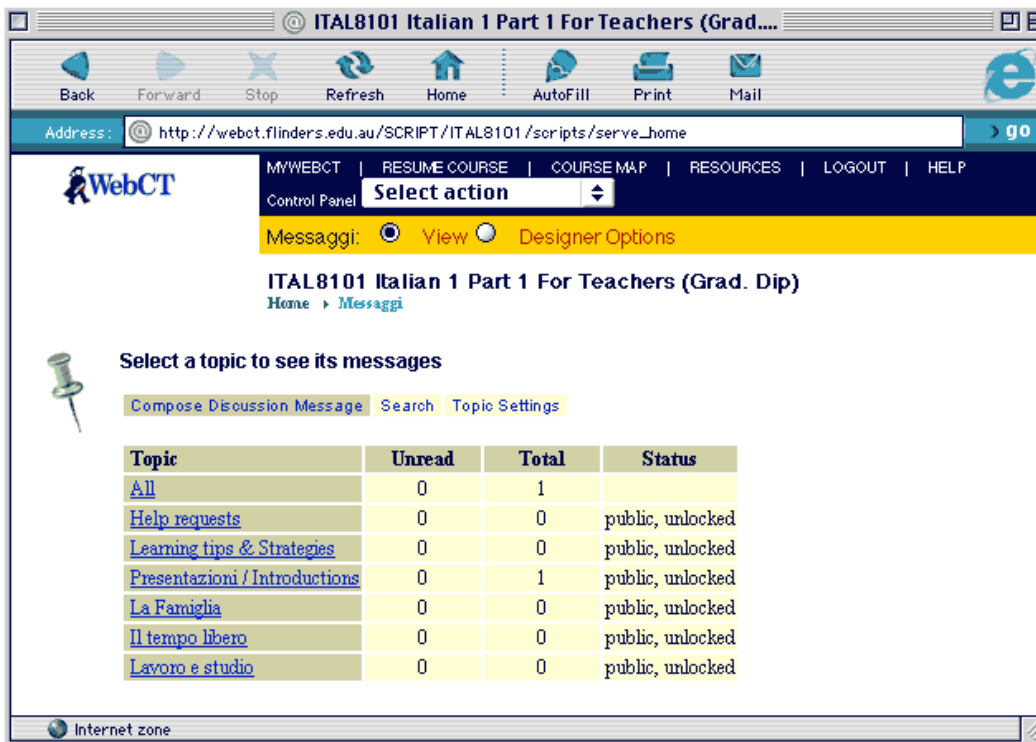 ITAL8101 Italian 1 Part 1 For Teachers (Grad....
Back Forward Stop Refresh Home AutoFill Print Mail
Address: http://webct.flinders.edu.au/SCRIPT/ITAL8101/scripts/serve_home go
WebCT
MYWEBCT | RESUME COURSE | COURSE MAP | RESOURCES | LOGOUT | HELP
Control Panel Select action
Messaggi: View Designer Options
ITAL8101 Italian 1 Part 1 For Teachers (Grad. Dip)
Home Messaggi
Select a topic to see its messages
Compose Discussion Message Search Topic Settings
Topic Unread Total Status
All 0 1
Help requests 0 0 public, unlocked
Learning tips & Strategies 0 0 public, unlocked
Presentazioni / Introductions 0 1 public, unlocked
La Famiglia 0 0 public, unlocked
Il tempo libero 0 0 public, unlocked
Lavoro e studio 0 0 public, unlocked
Internet zone